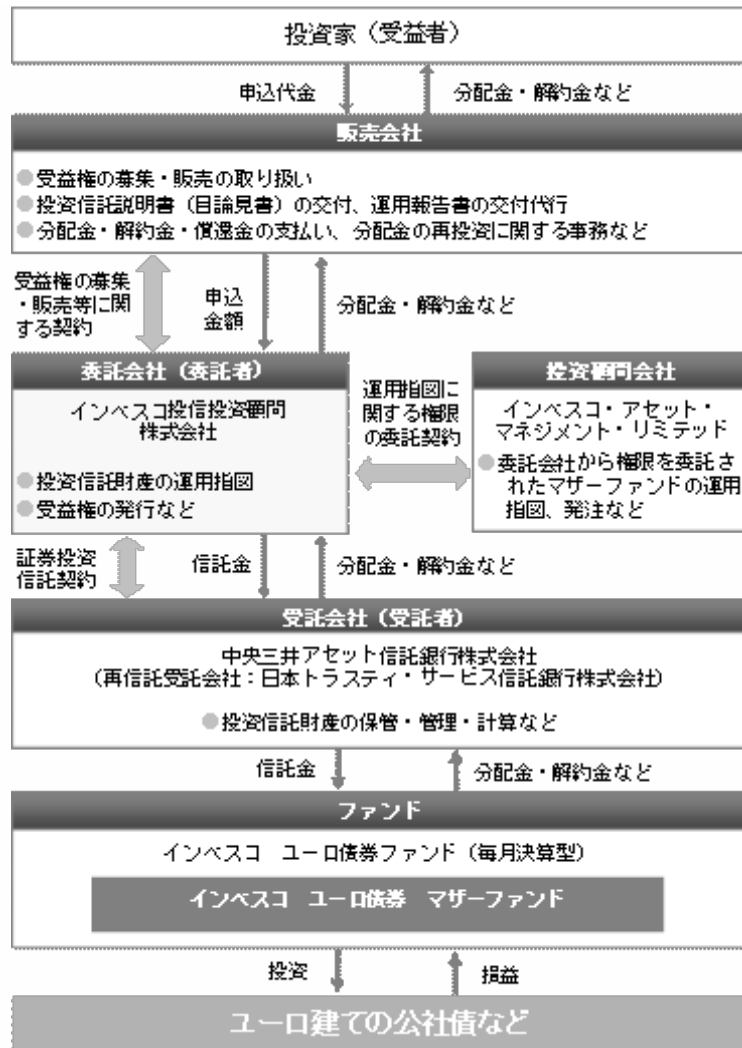 投資家（受益者）
申込代金
分配金・解約金など
販売会社
●受益権の募集・販売の取り扱い
●投資信託説明書（目論見書）の交付、運用報告書の交付代行
●分配金・解約金・償還金の支払い、分配金の再投資に関する事務など
受益権の募集
・販売等に関
する契約
申込
金額
分配金・解約金など
委託会社（委託者）
インベスコ投信投資顧問
株式会社
●投資信託財産の運用指図
●受益権の発行など
運用指図に
関する権限
の委託契約
投資顧問会社
インベスコ・アセット・
マネジメント・リミテッド
●委託会社から権限を委託さ
れたマザーファンドの運用
指図、発注など
証券投資
信託契約
信託金
分配金・解約金など
受託会社（受託者）
中央三井アセット信託銀行株式会社
（再信託受託会社：日本トラスティ・サービス信託銀行株式会社）
●投資信託財産の保管・管理・計算など
信託金
分配金・解約金など
ファンド
インベスコ　ユーロ債券ファンド（毎月決算型）
インベスコ　ユーロ債券　マザーファンド
投資
損益
ユーロ建ての公社債など